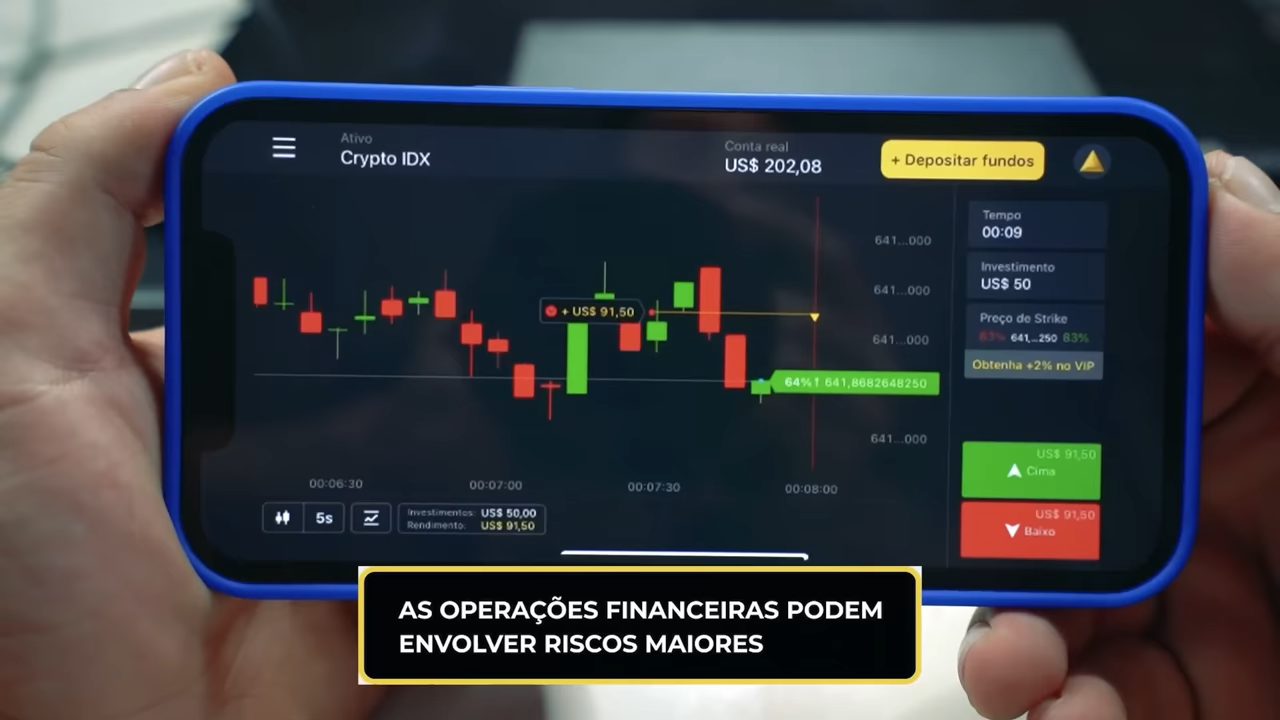 Ativo
Crypto IDX
Conta real
US$ 202,08
+ Depositar fundos
641...000
641...000
641...000
641...000
+ US$ 91,50
64%↑ 641,8682648250
Tempo
00:09
Investimento
US$ 50
Preço de Strike
63% 641,...250 83%
Obtenha +2% no VIP
US$ 91,50
Cima
US$ 91,50
Baixo
00:06:30
00:07:00
00:07:30
00:08:00
5s
Investimentos: US$ 50,00
Rendimento: US$ 91,50
AS OPERAÇÕES FINANCEIRAS PODEM
ENVOLVER RISCOS MAIORES